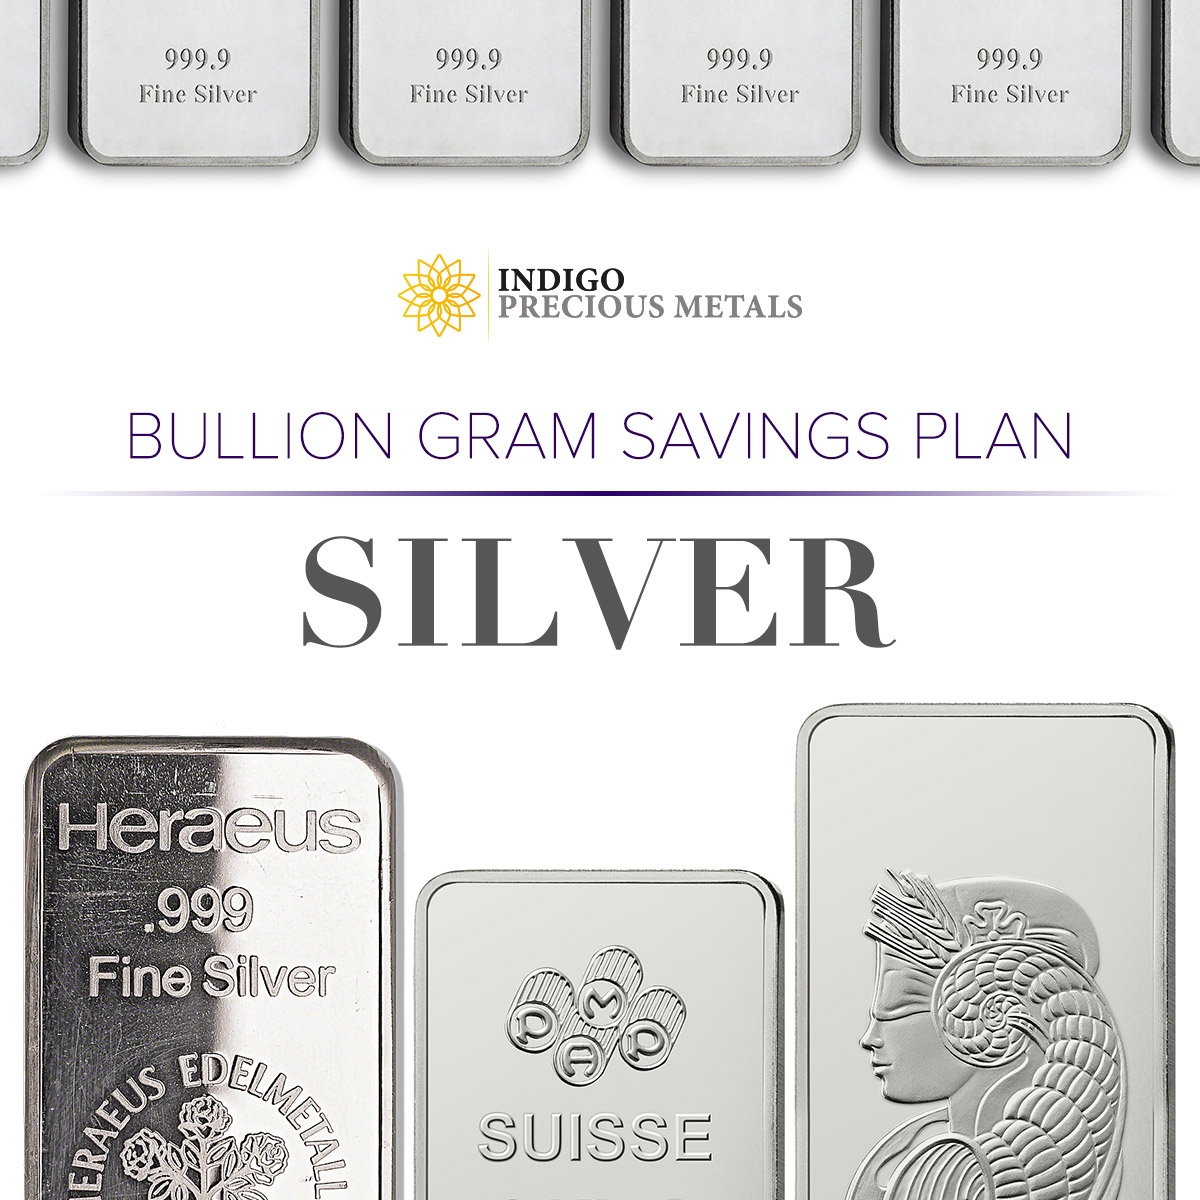 999.9
Fine Silver
999.9
Fine Silver
999.9
Fine Silver
999.9
Fine Silver
INDIGO
PRECIOUS METALS
BULLION GRAM SAVINGS PLAN
SILVER
Heraeus
.999
Fine Silver
HERAEUS EDELMETALL
PAMP
SUISSE